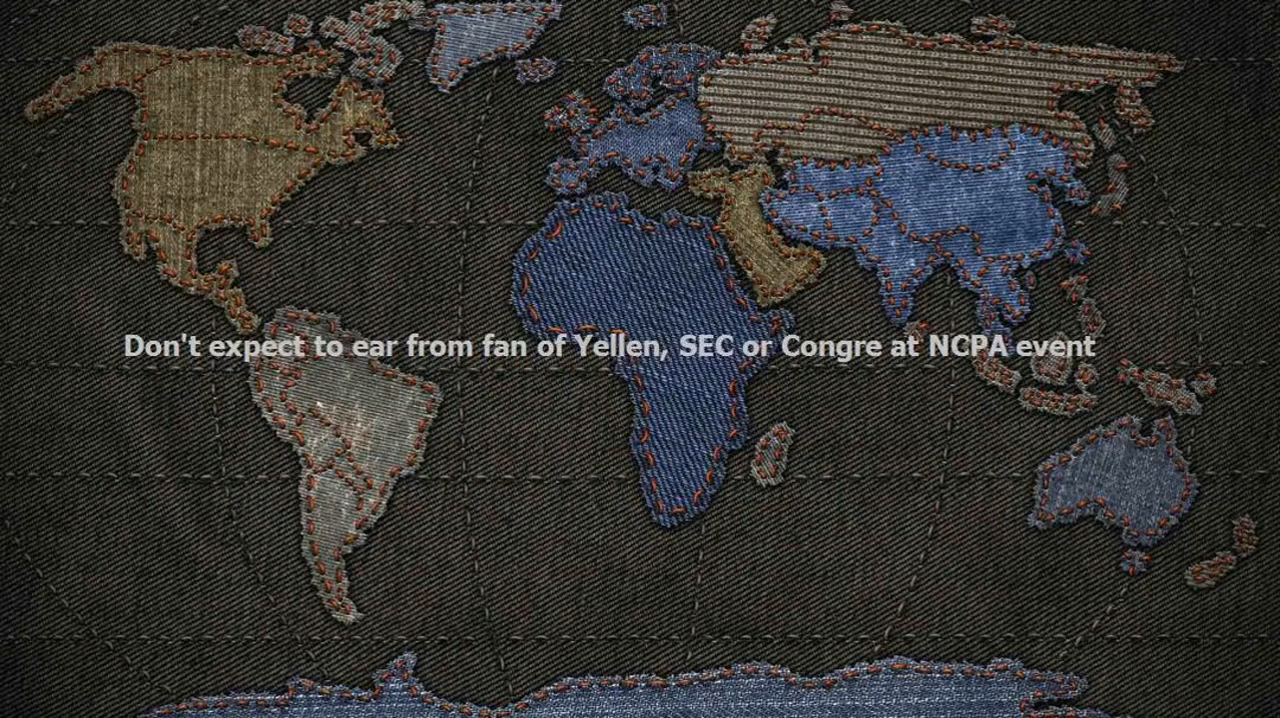 Don't expect to ear from fan of Yellen, SEC or Congre at NCPA event